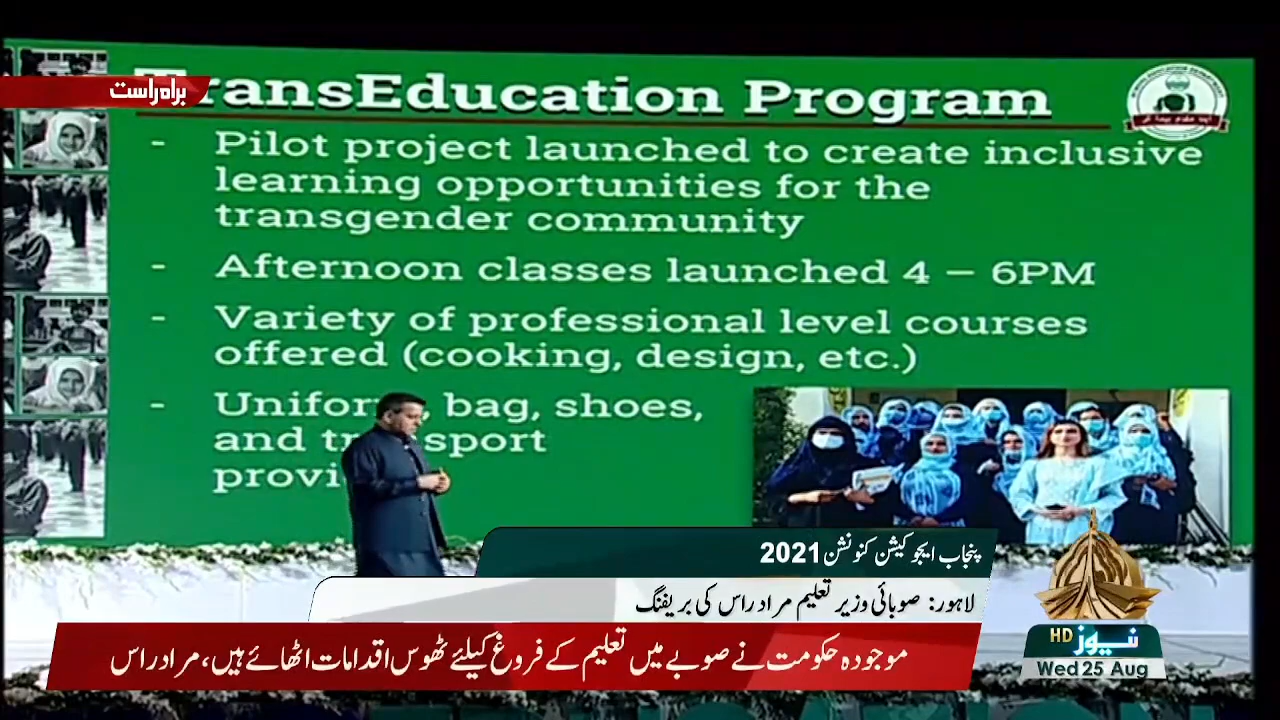 براہ راست
TransEducation Program
- Pilot project launched to create inclusive
learning opportunities for the
transgender community
- Afternoon classes launched 4 – 6PM
- Variety of professional level courses
offered (cooking, design, etc.)
- Uniform, bag, shoes,
and transport
provi
پنجاب ایجوکیشن کنونشن 2021
لاہور: صوبائی وزیر تعلیم مراد راس کی بریفنگ
موجودہ حکومت نے صوبے میں تعلیم کے فروغ کیلئے ٹھوس اقدامات اٹھائے ہیں، مراد راس
نیوز HD
Wed 25 Aug